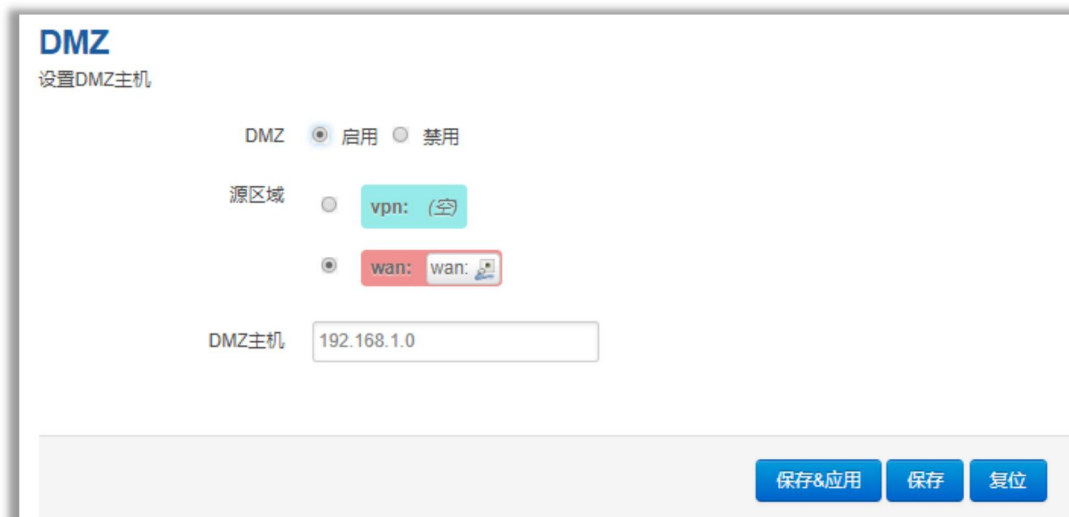 DMZ
设置DMZ主机
DMZ 启用 禁用
源区域 vpn: (空)
wan: wan:
DMZ主机 192.168.1.0
保存&应用 保存 复位